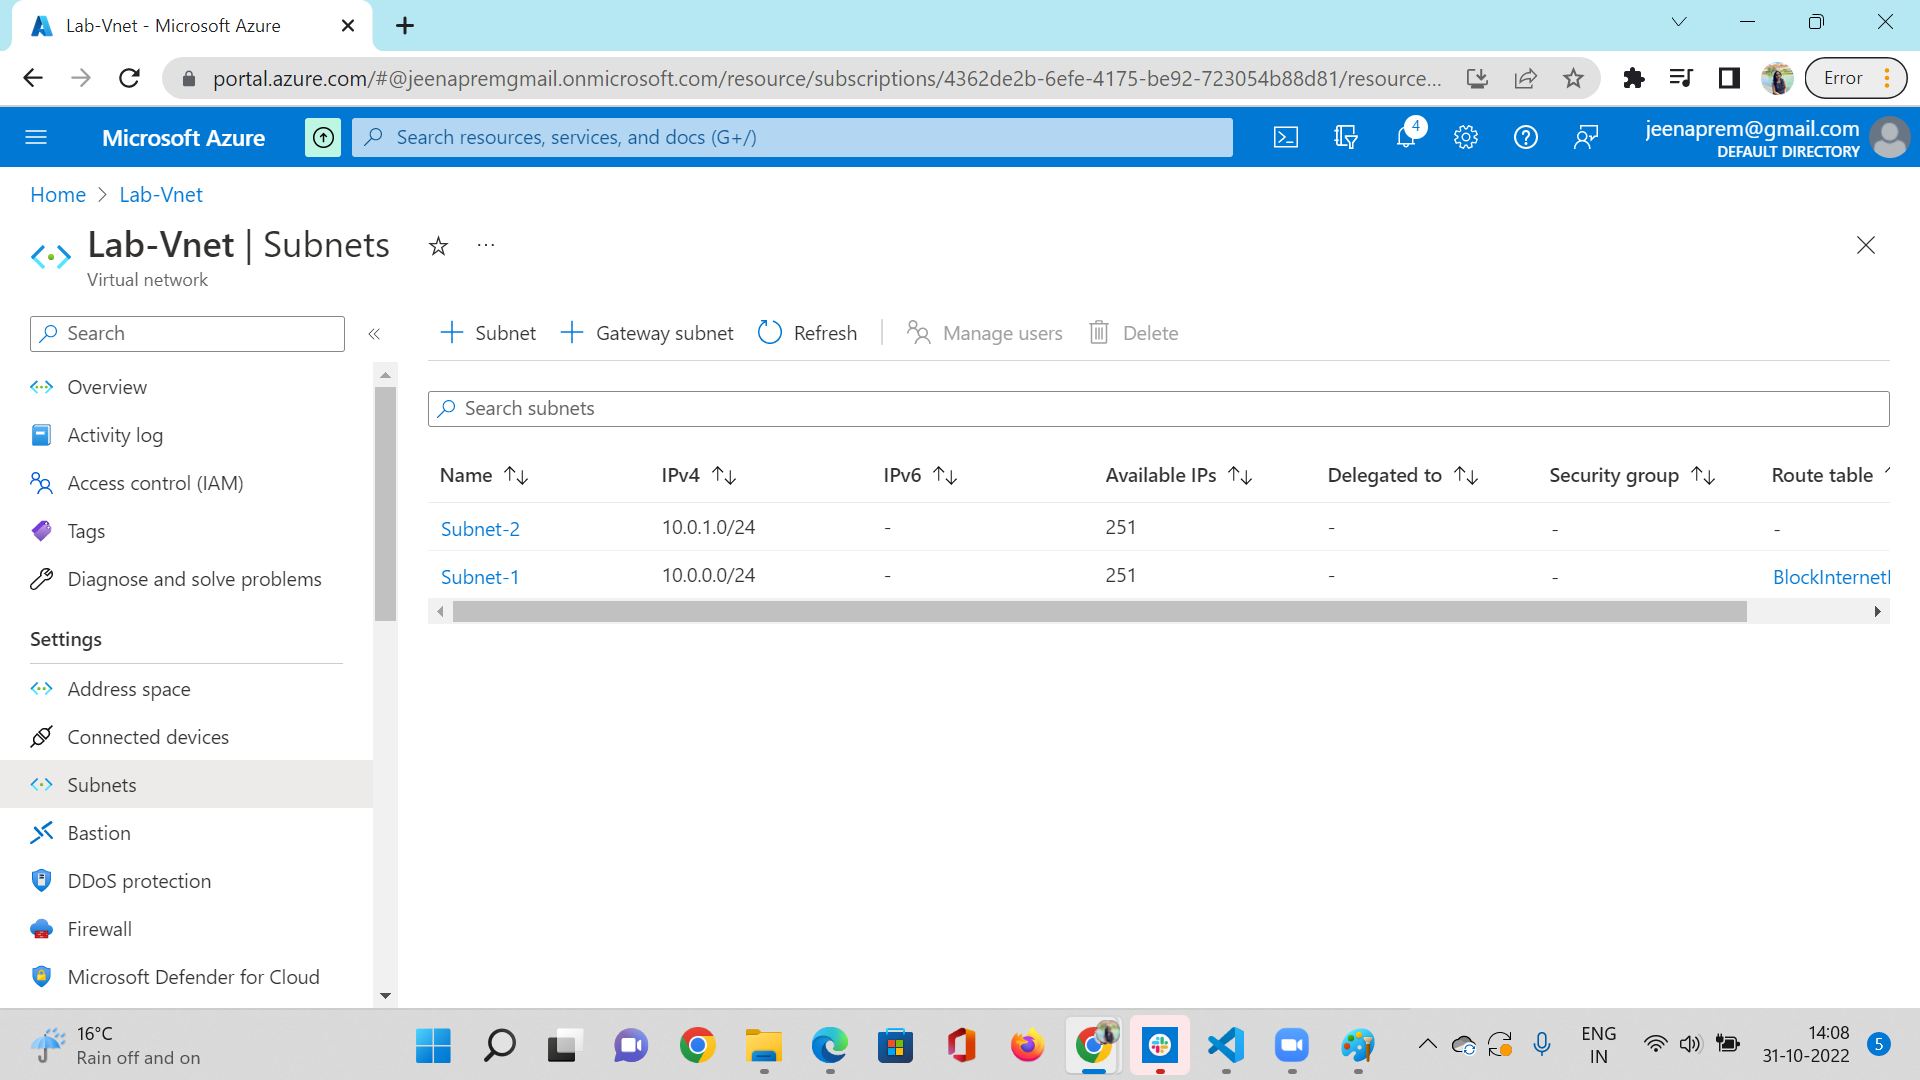 Lab-Vnet - Microsoft Azure
portal.azure.com/#@jeenapremgmail.onmicrosoft.com/resource/subscriptions/4362de2b-6efe-4175-be92-723054b88d81/resource...
Error
Microsoft Azure
Search resources, services, and docs (G+/)
4
jeenaprem@gmail.com
DEFAULT DIRECTORY
Home > Lab-Vnet
Lab-Vnet | Subnets
...
Virtual network
Search
«
Overview
Activity log
Access control (IAM)
Tags
Diagnose and solve problems
Settings
Address space
Connected devices
Subnets
Bastion
DDoS protection
Firewall
Microsoft Defender for Cloud
+ Subnet + Gateway subnet Refresh Manage users Delete
Search subnets
Name IPv4 IPv6 Available IPs Delegated to Security group Route table
Subnet-2 10.0.1.0/24 - 251 - - -
Subnet-1 10.0.0.0/24 - 251 - - BlockInternet
16°C
Rain off and on
ENG
IN
14:08
31-10-2022
5